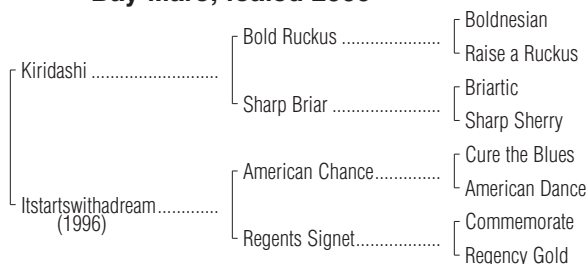 Bay Mare; foaled
Boldnesian
Bold Ruckus ....................
Raise a Ruckus
Kiridashi .........................
Briartic
Sharp Briar ......................
Sharp Sherry
Cure the Blues
American Chance.............
American Dance
Itstartswithadream............
(1996)
Commemorate
Regents Signet.................
Regency Gold